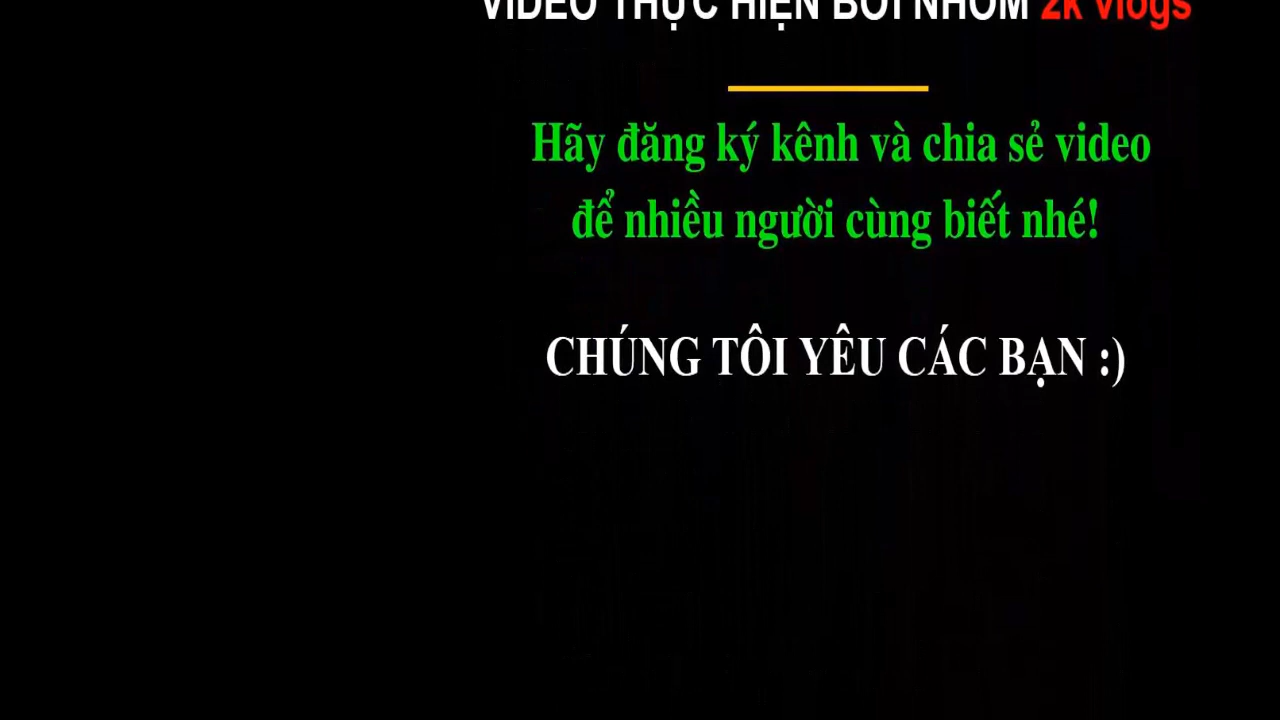 VIDEO THỰC HIỆN BỞI NHÓM 2k vlogs
Hãy đăng ký kênh và chia sẻ video
để nhiều người cùng biết nhé!
CHÚNG TÔI YÊU CÁC BẠN :)